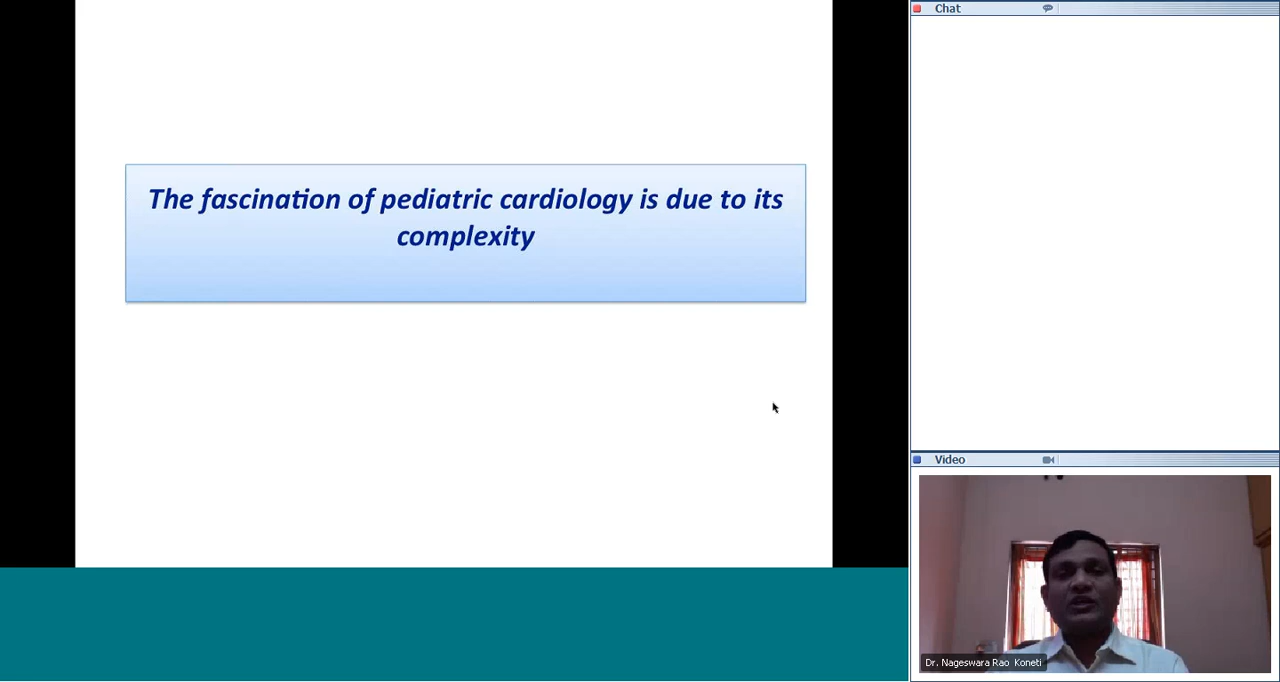 The fascination of pediatric cardiology is due to its
complexity
Chat
Video
Dr. Nageswara Rao Koneti